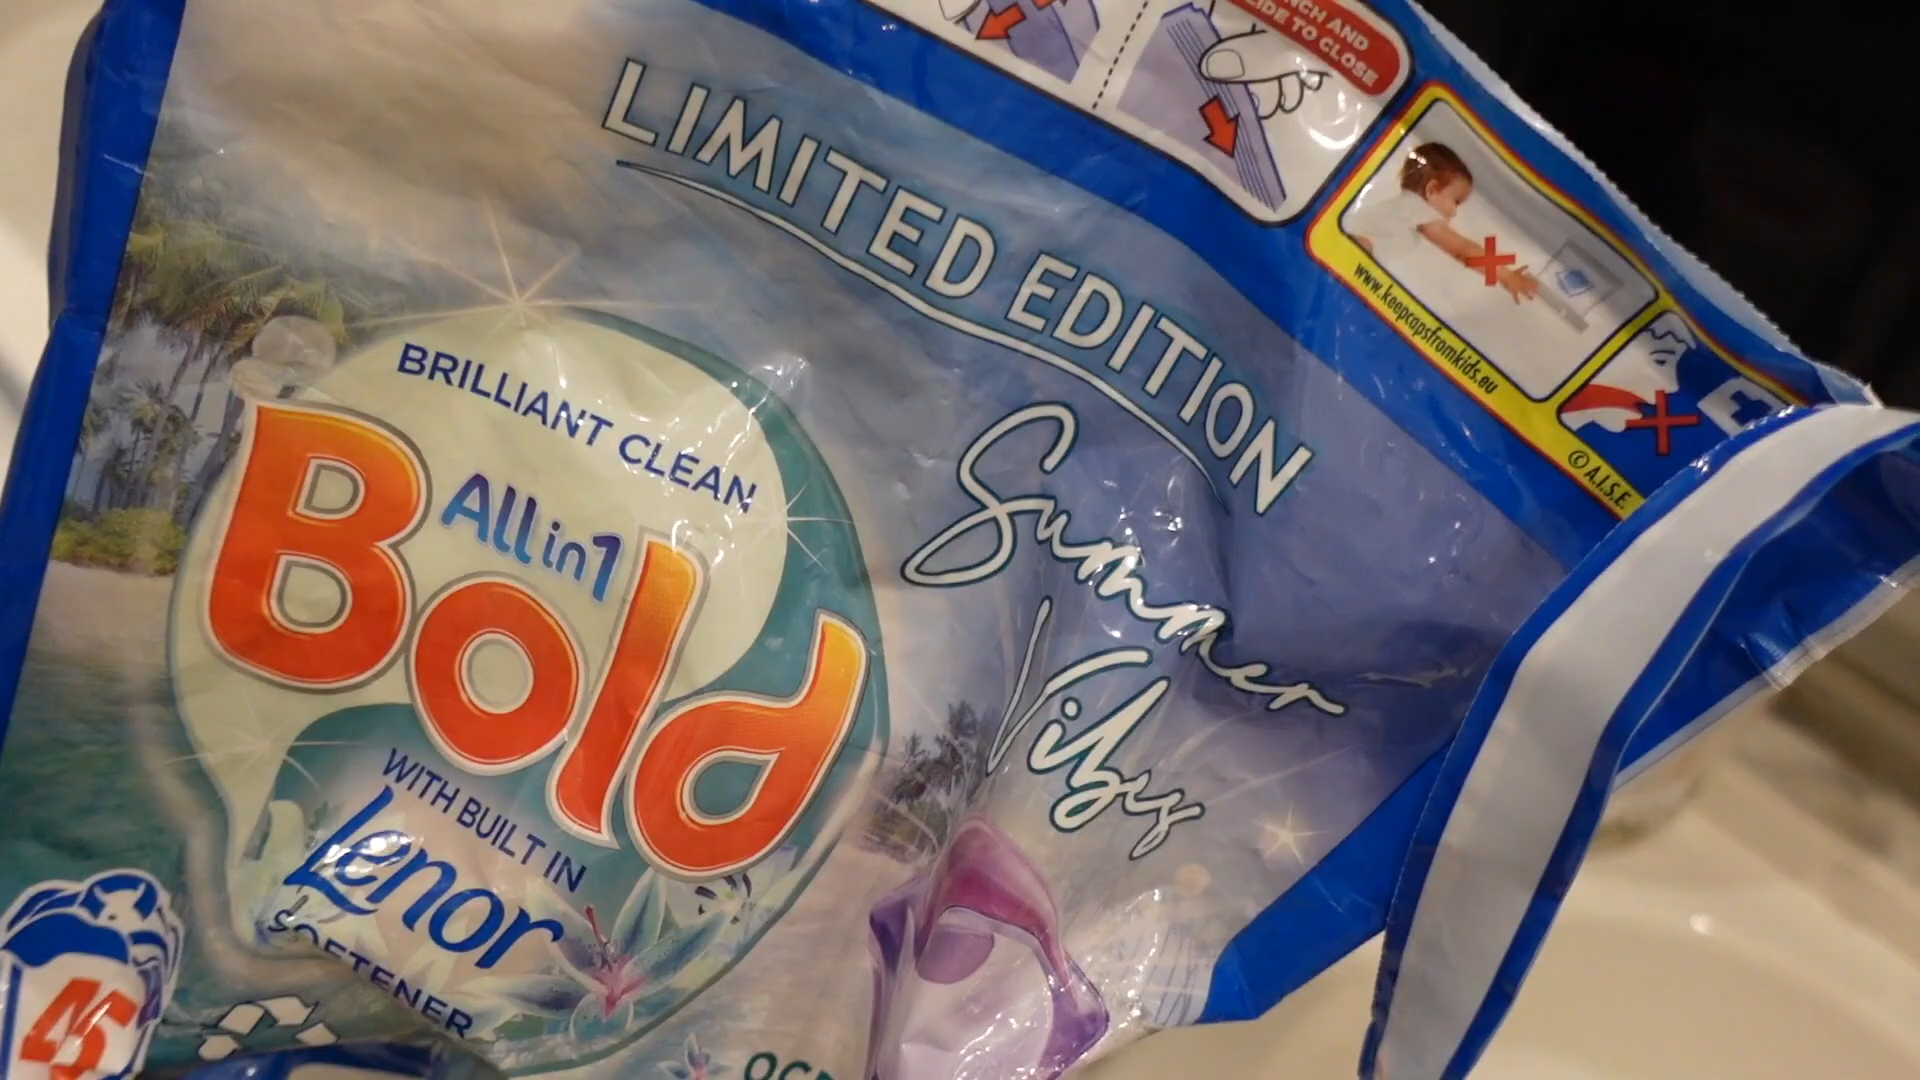 AND
TO CLOSE
LIMITED EDITION
www.keepcapsfromkids.eu
© A.I.S.E.
Summer
Vibes
BRILLIANT CLEAN
All in 1
Bold
WITH BUILT IN
Lenor
SOFTENER
45